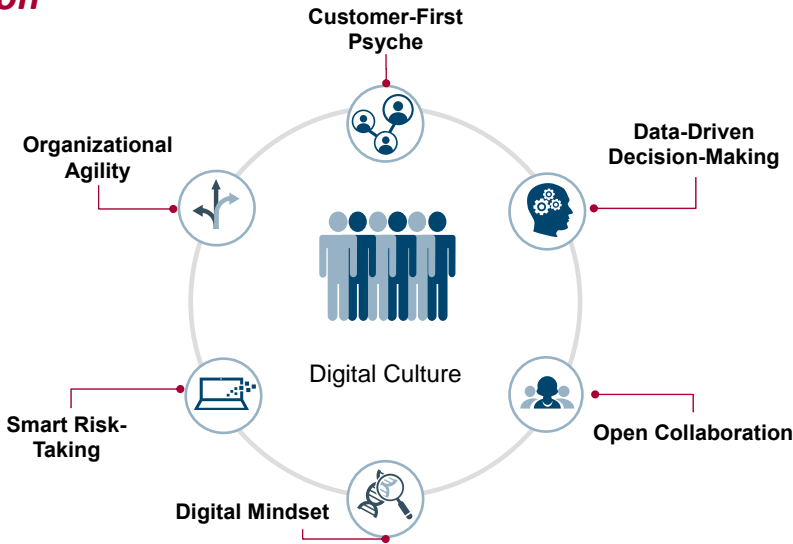 Customer-First
Psyche
Data-Driven
Decision-Making
Open Collaboration
Digital Mindset
Smart Risk-
Taking
Organizational
Agility
Digital Culture